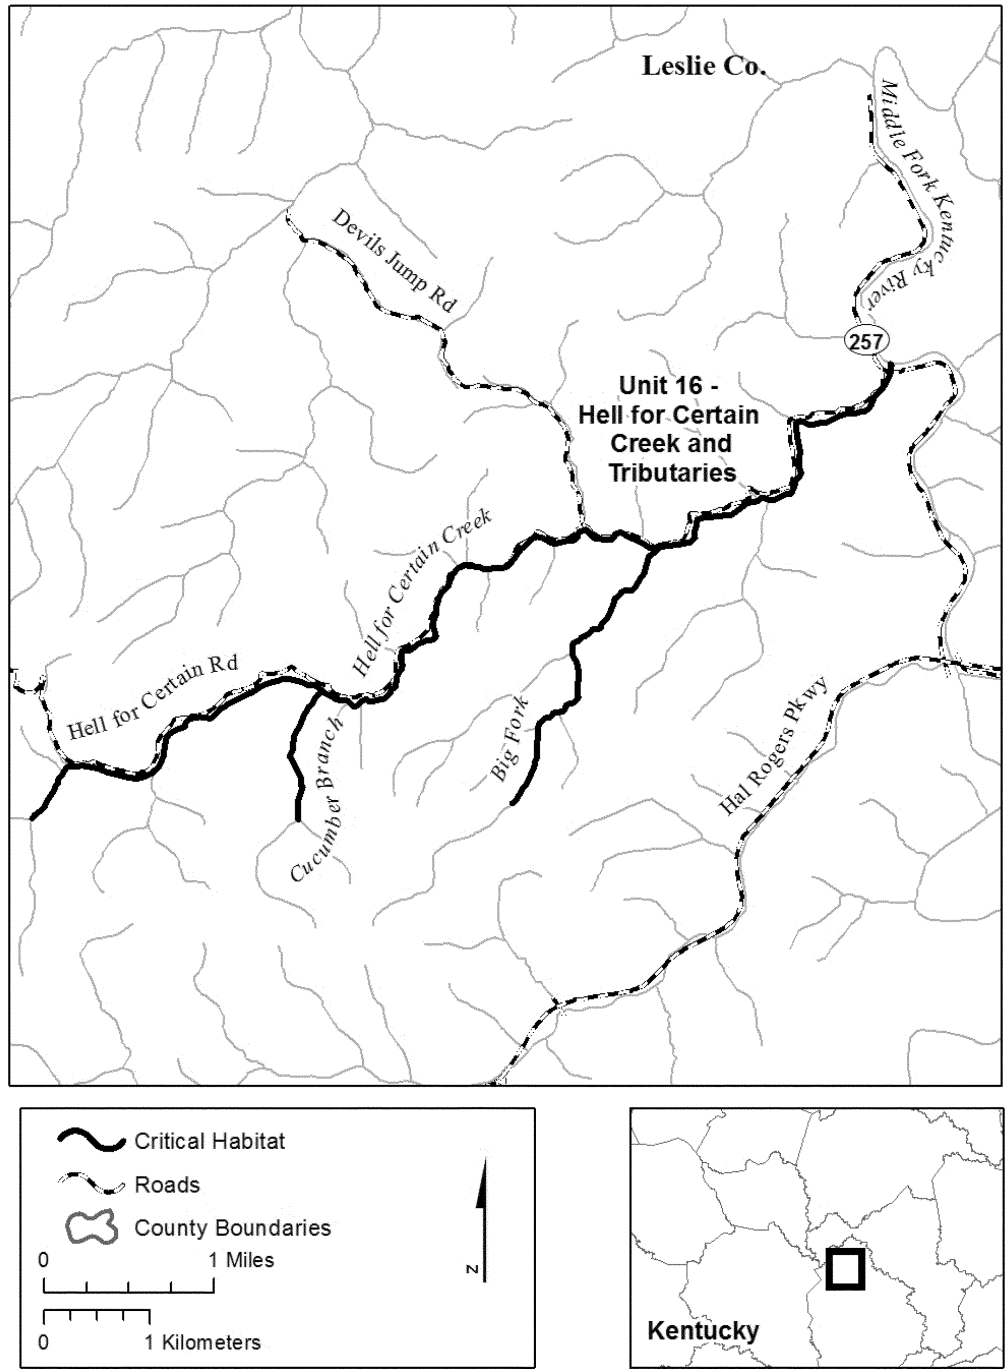 Leslie Co.
Middle Fork Kentucky River
Devils Jump Rd
257
Unit 16 -
Hell for Certain
Creek and
Tributaries
Hell for Certain Creek
Hell for Certain Rd
Cucumber Branch
Big Fork
Hal Rogers Pkwy
Critical Habitat
Roads
County Boundaries
0 1 Miles
0 1 Kilometers
N
Kentucky